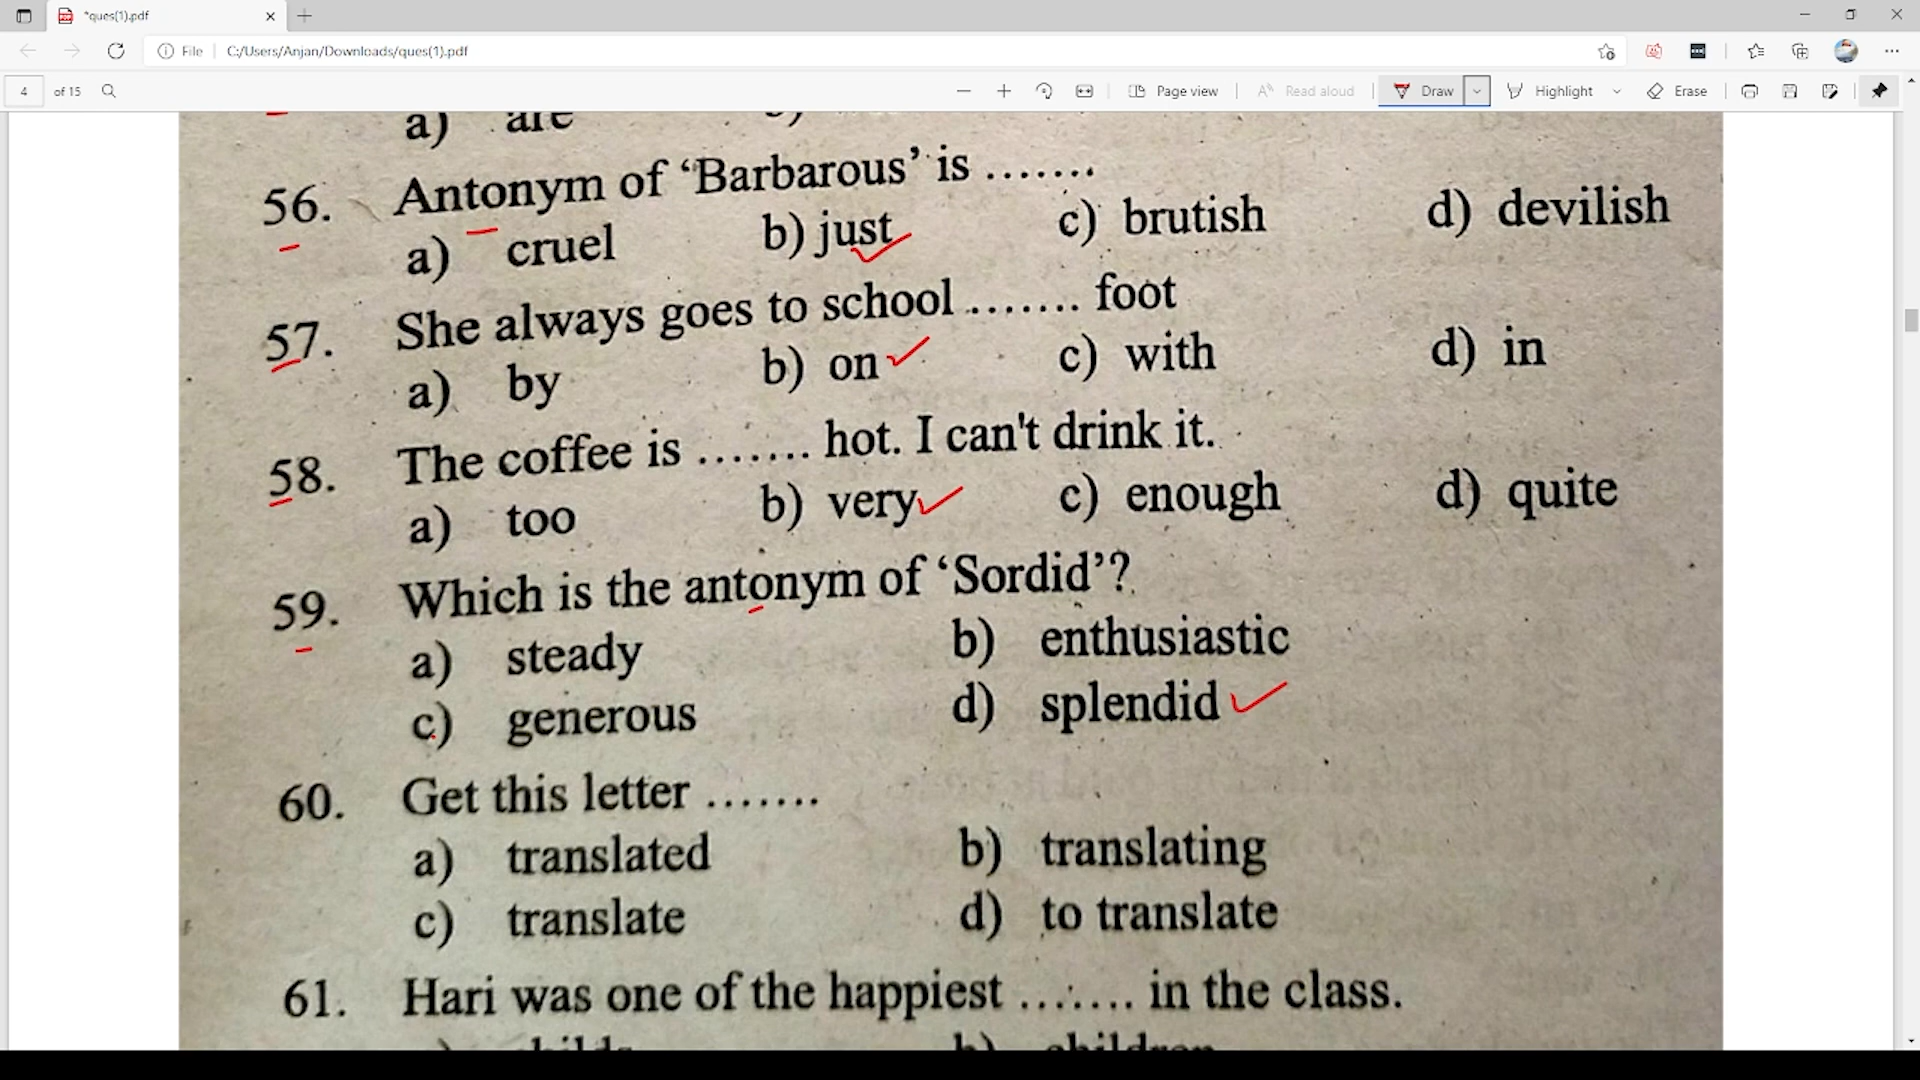 *ques(1).pdf
File C:/Users/Anjan/Downloads/ques(1).pdf
4 of 15 Page view Read aloud Draw Highlight Erase
a) are
56. Antonym of ‘Barbarous’ is .......
a) cruel b) just c) brutish d) devilish
57. She always goes to school ....... foot
a) by b) on c) with d) in
58. The coffee is ....... hot. I can't drink it.
a) too b) very c) enough d) quite
59. Which is the antonym of ‘Sordid’?
a) steady b) enthusiastic
c) generous d) splendid
60. Get this letter .......
a) translated b) translating
c) translate d) to translate
61. Hari was one of the happiest ....... in the class.
b) children